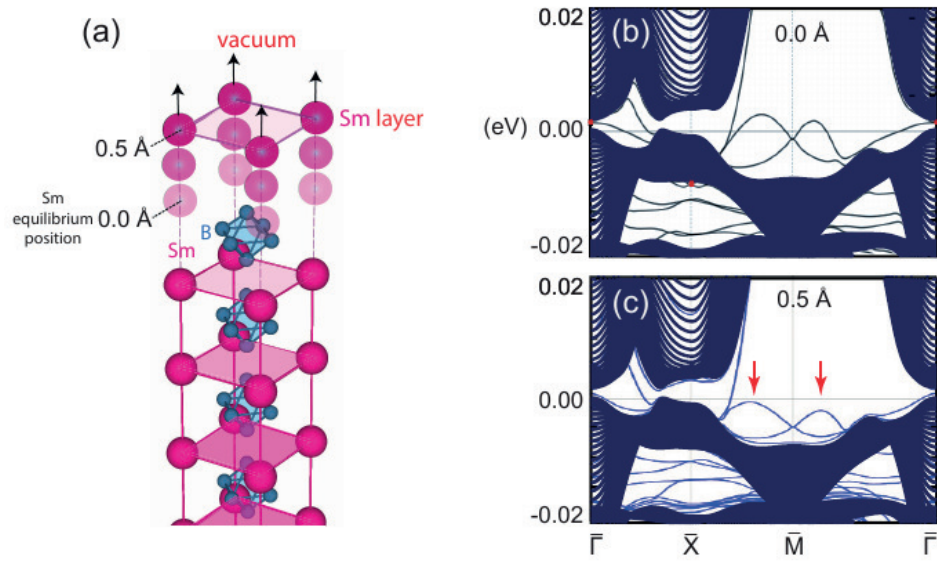 (a)
vacuum
Sm layer
0.5 Å
0.0 Å
Sm
equilibrium
position
B
Sm
(b)
0.0 Å
0.02
(eV)
0.00
-0.02
(c)
0.5 Å
0.02
0.00
-0.02
Γ̄ X̄ M̄ Γ̄